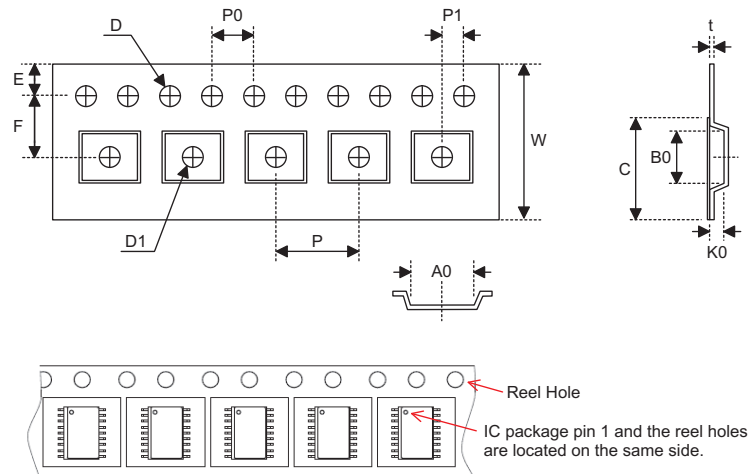 D
P0
P1
t
E
F
W
C
B0
D1
P
K0
A0
Reel Hole
IC package pin 1 and the reel holes
are located on the same side.